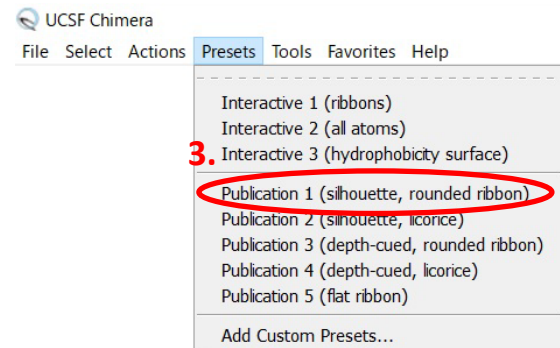 UCSF Chimera
File Select Actions Presets Tools Favorites Help
Interactive 1 (ribbons)
Interactive 2 (all atoms)
3. Interactive 3 (hydrophobicity surface)
Publication 1 (silhouette, rounded ribbon)
Publication 2 (silhouette, licorice)
Publication 3 (depth-cued, rounded ribbon)
Publication 4 (depth-cued, licorice)
Publication 5 (flat ribbon)
Add Custom Presets...